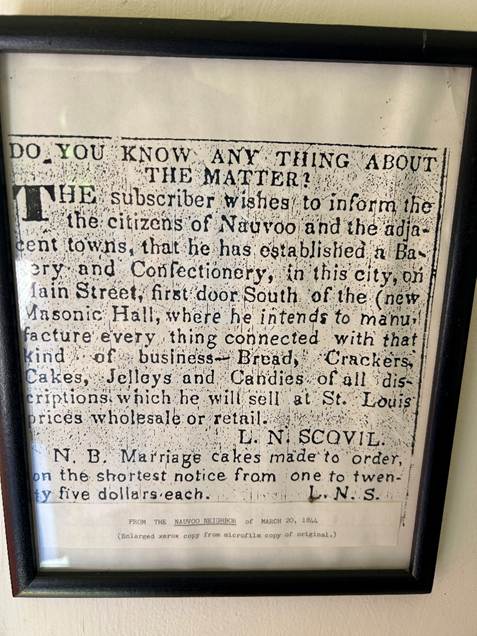 DO YOU KNOW ANY THING ABOUT
THE MATTER?
THE subscriber wishes to inform the
the citizens of Nauvoo and the adja-
cent towns, that he has established a Ba-
ery and Confectionery, in this city, on
Main Street, first door South of the (new
Masonic Hall, where he intends to manu-
facture every thing connected with that
kind of business—Bread, Crackers,
Cakes, Jelleys and Candies of all dis-
criptions which he will sell at St. Louis
prices wholesale or retail.
L. N. SCOVIL.
N. B. Marriage cakes made to order,
on the shortest notice from one to twen-
ty five dollars each. L. N. S.
FROM THE NAUVOO NEIGHBOR of MARCH 20, 1844
(Enlarged xerox copy from microfilm copy of original.)